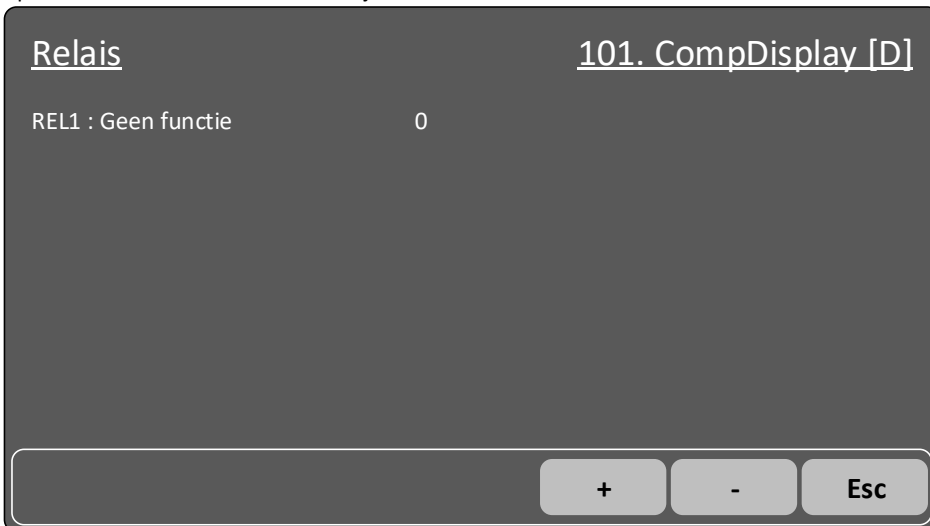 Relais 101. CompDisplay [D]
REL1 : Geen functie 0
+ - Esc